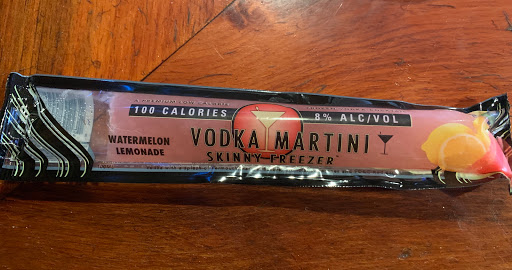 100 CALORIES
8% ALC/VOL
WATERMELON
LEMONADE
VODKA MARTINI
SKINNY FREEZER